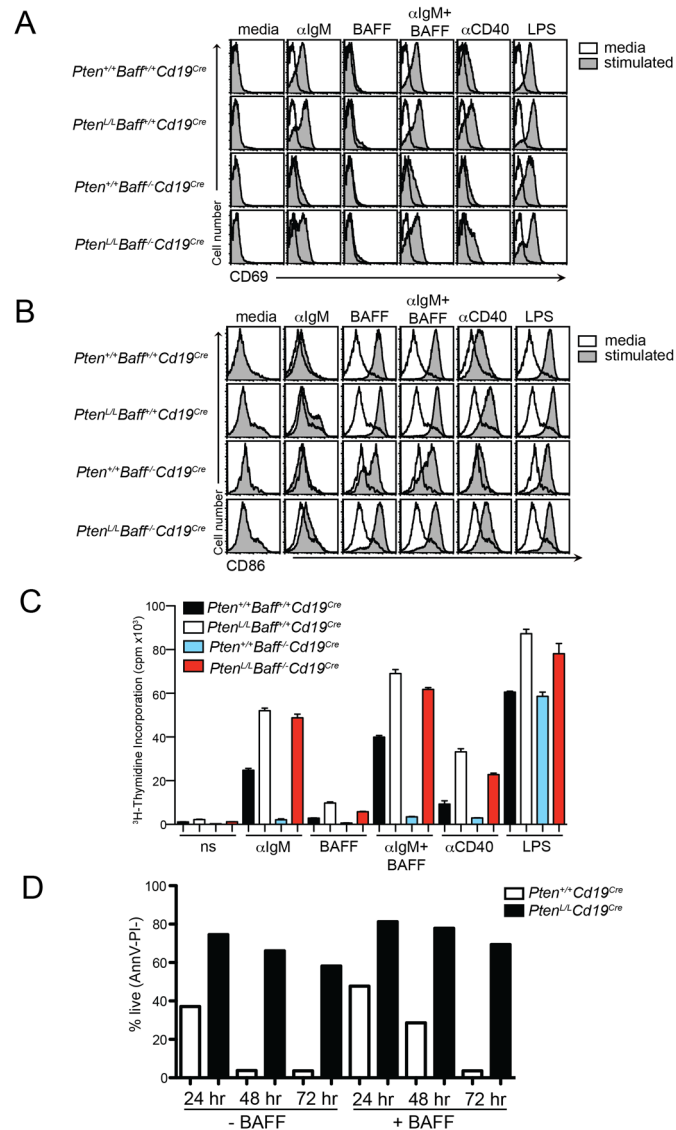 A
media αIgM BAFF αIgM+ BAFF αCD40 LPS
media
stimulated
Pten+/+Baff+/+Cd19Cre
PtenL/LBaff+/+Cd19Cre
Pten+/+Baff-/-Cd19Cre
PtenL/LBaff-/-Cd19Cre
Cell number
CD69
B
media αIgM BAFF αIgM+ BAFF αCD40 LPS
media
stimulated
Pten+/+Baff+/+Cd19Cre
PtenL/LBaff+/+Cd19Cre
Pten+/+Baff-/-Cd19Cre
PtenL/LBaff-/-Cd19Cre
Cell number
CD86
C
Pten+/+Baff+/+Cd19Cre
PtenL/LBaff+/+Cd19Cre
Pten+/+Baff-/-Cd19Cre
PtenL/LBaff-/-Cd19Cre
³H-Thymidine Incorporation (cpm x10³)
100
80
60
40
20
0
ns αIgM BAFF αIgM+ BAFF αCD40 LPS
D
Pten+/+Cd19Cre
PtenL/LCd19Cre
% live (AnnV-PI-)
100
80
60
40
20
0
24 hr 48 hr 72 hr 24 hr 48 hr 72 hr
- BAFF + BAFF